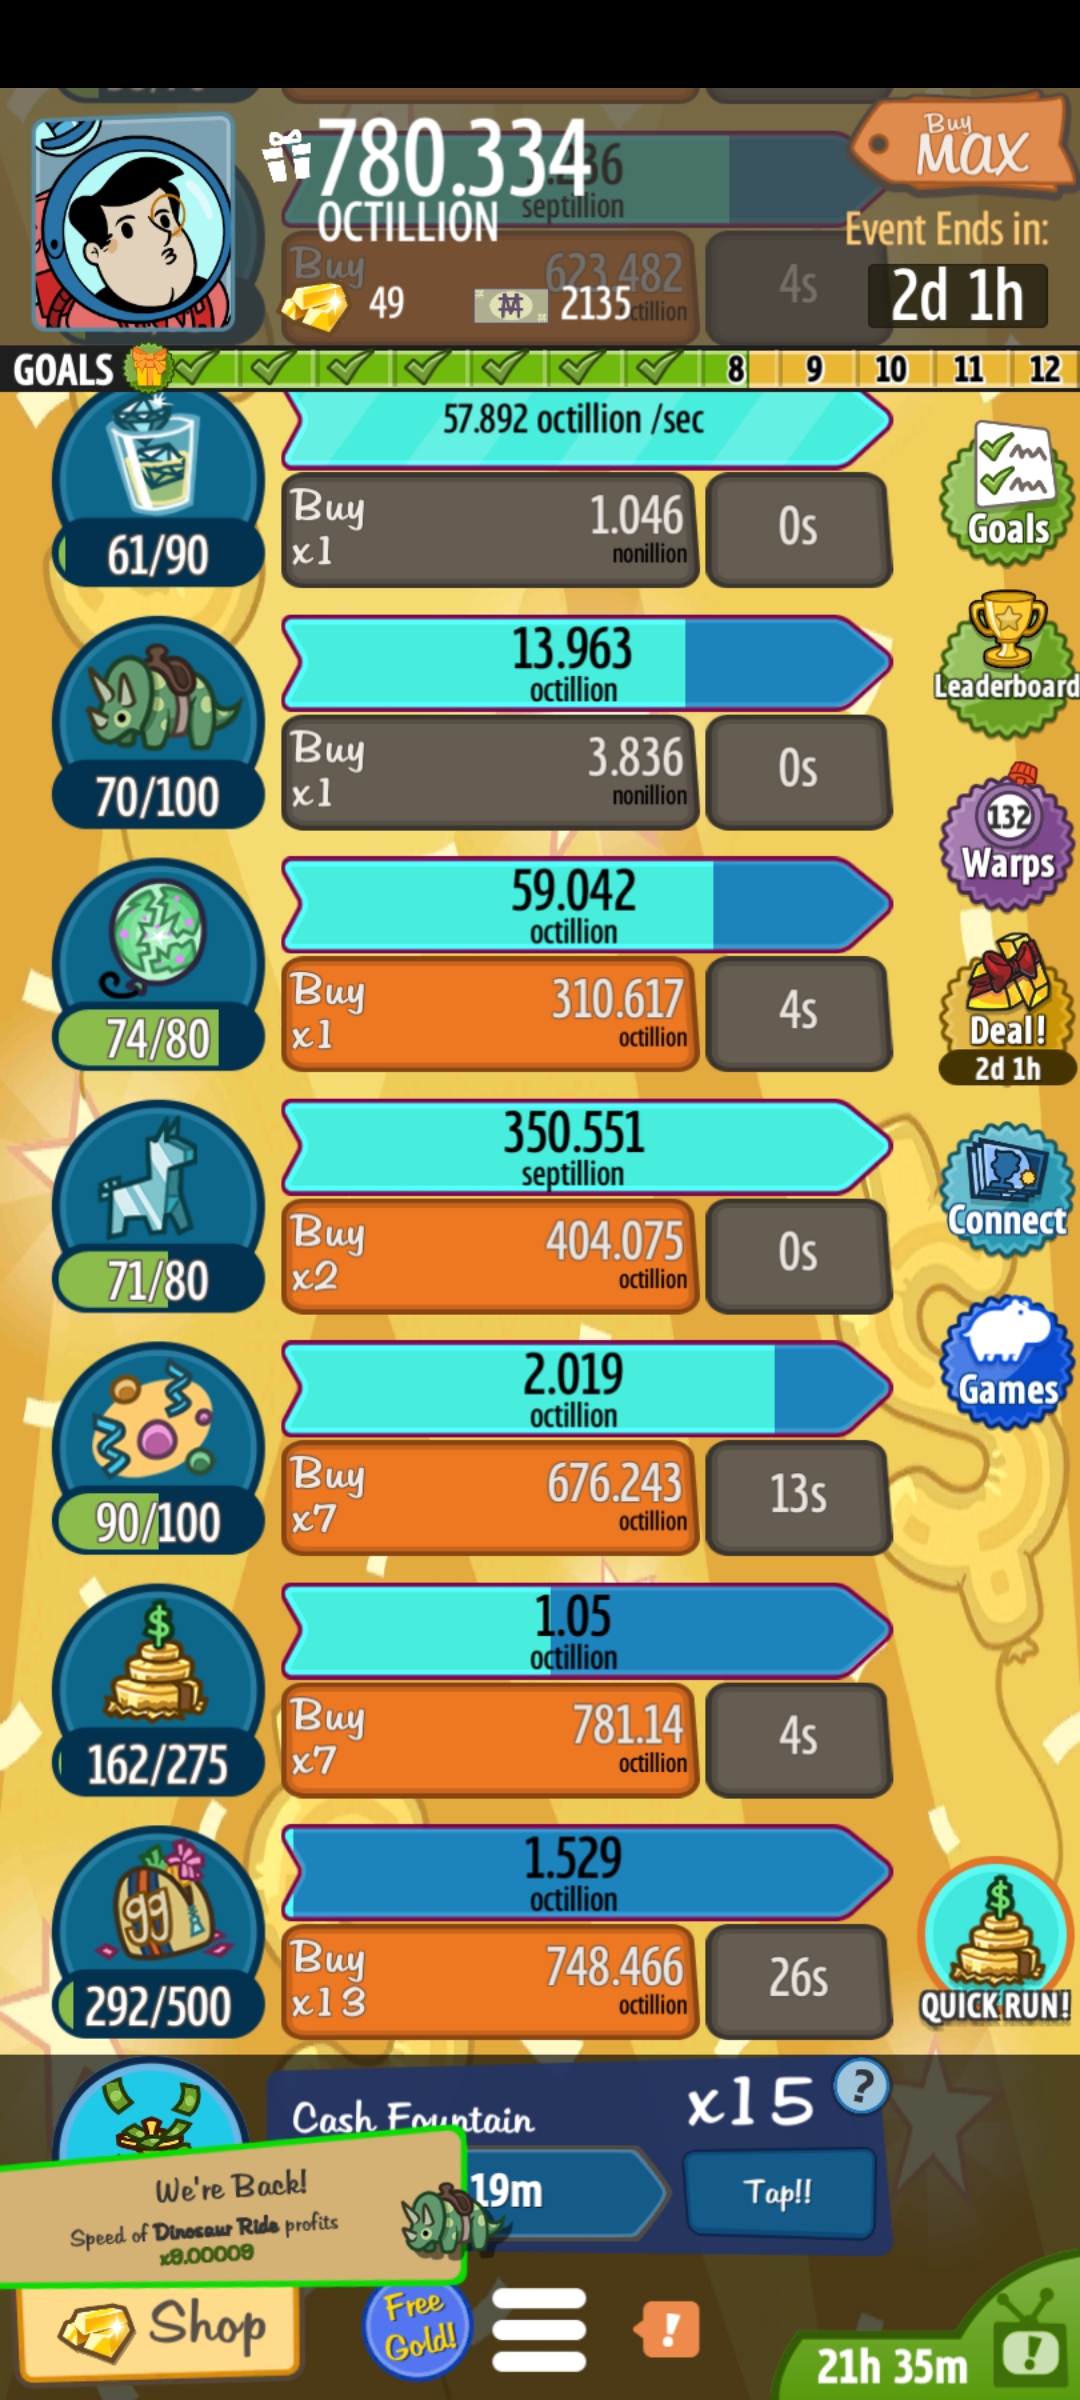 780.334
OCTILLION
49
2135
Buy
MAX
Event Ends in:
2d 1h
septillion
Buy
623.482
4s
GOALS
8 9 10 11 12
57.892 octillion /sec
61/90
Buy
x1
1.046
nonillion
0s
Goals
13.963
octillion
70/100
Buy
x1
3.836
nonillion
0s
Leaderboard
132
Warps
59.042
octillion
74/80
Buy
x1
310.617
octillion
4s
Deal!
2d 1h
350.551
septillion
71/80
Buy
x2
404.075
octillion
0s
Connect
2.019
octillion
90/100
Buy
x7
676.243
octillion
13s
Games
1.05
octillion
$
162/275
Buy
x7
781.14
octillion
4s
1.529
octillion
99
292/500
Buy
x13
748.466
octillion
26s
$
QUICK RUN!
Cash Fountain
x15
?
19m
Tap!!
We're Back!
Speed of Dinosaur Ride profits
x9.00009
Shop
Free
Gold!
!
21h 35m
!